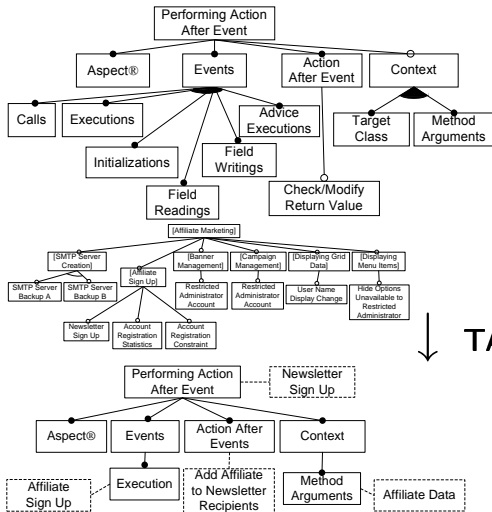 Performing Action
After Event
Aspect®
Events
Action
After Event
Context
Calls
Executions
Advice
Executions
Target
Class
Method
Arguments
Initializations
Field
Writings
Field
Readings
Check/Modify
Return Value
[Affiliate Marketing]
[SMTP Server
Creation]
[Affiliate
Sign Up]
[Banner
Management]
[Campaign
Management]
[Displaying Grid
Data]
[Displaying
Menu Items]
SMTP Server
Backup A
SMTP Server
Backup B
Restricted
Administrator
Account
Restricted
Administrator
Account
User Name
Display Change
Hide Options
Unavailable to
Restricted
Administrator
Newsletter
Sign Up
Account
Registration
Statistics
Account
Registration
Constraint
TA
Performing Action
After Event
Newsletter
Sign Up
Aspect®
Events
Action After
Events
Context
Affiliate
Sign Up
Execution
Add Affiliate
to Newsletter
Recipients
Method
Arguments
Affiliate Data